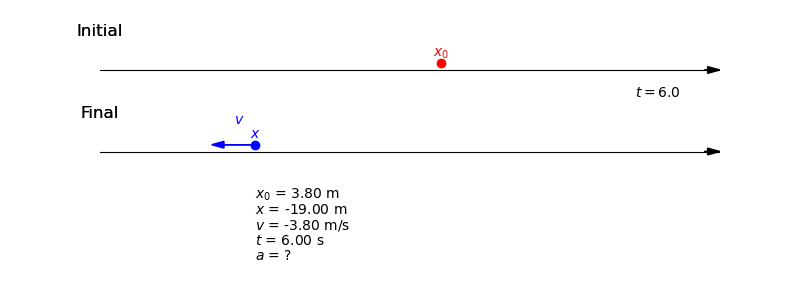 Initial
x₀
t = 6.0
Final
v
x
x₀ = 3.80 m
x = -19.00 m
v = -3.80 m/s
t = 6.00 s
a = ?